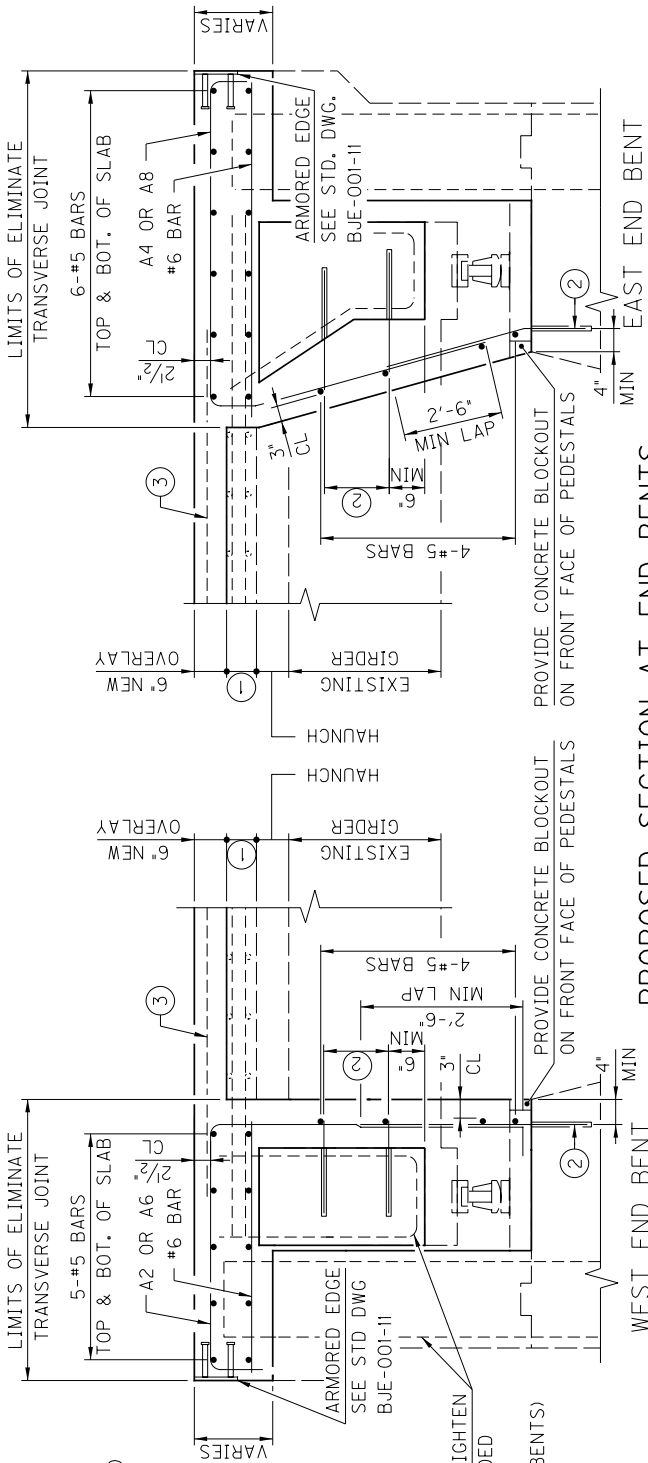 LIMITS OF ELIMINATE
TRANSVERSE JOINT
5-#5 BARS
TOP & BOT. OF SLAB
A2 OR A6
#6 BAR
2½"
CL
VARIES
ARMORED EDGE
SEE STD DWG
BJE-001-11
IGHTEN
DED
BENTS)
)
3
6" NEW
OVERLAY
1
EXISTING
GIRDER
HAUNCH
4-#5 BARS
2'-6"
MIN LAP
2
6"
MIN
3"
CL
PROVIDE CONCRETE BLOCKOUT
ON FRONT FACE OF PEDESTALS
4"
MIN
2
WEST END BENT
LIMITS OF ELIMINATE
TRANSVERSE JOINT
6-#5 BARS
TOP & BOT. OF SLAB
A4 OR A8
#6 BAR
2½"
CL
VARIES
ARMORED EDGE
SEE STD. DWG.
BJE-001-11
3
6" NEW
OVERLAY
1
EXISTING
GIRDER
HAUNCH
3"
CL
2'-6"
MIN LAP
2
6"
MIN
4-#5 BARS
PROVIDE CONCRETE BLOCKOUT
ON FRONT FACE OF PEDESTALS
4"
MIN
2
EAST END BENT
PROPOSED SECTION AT END BENTS